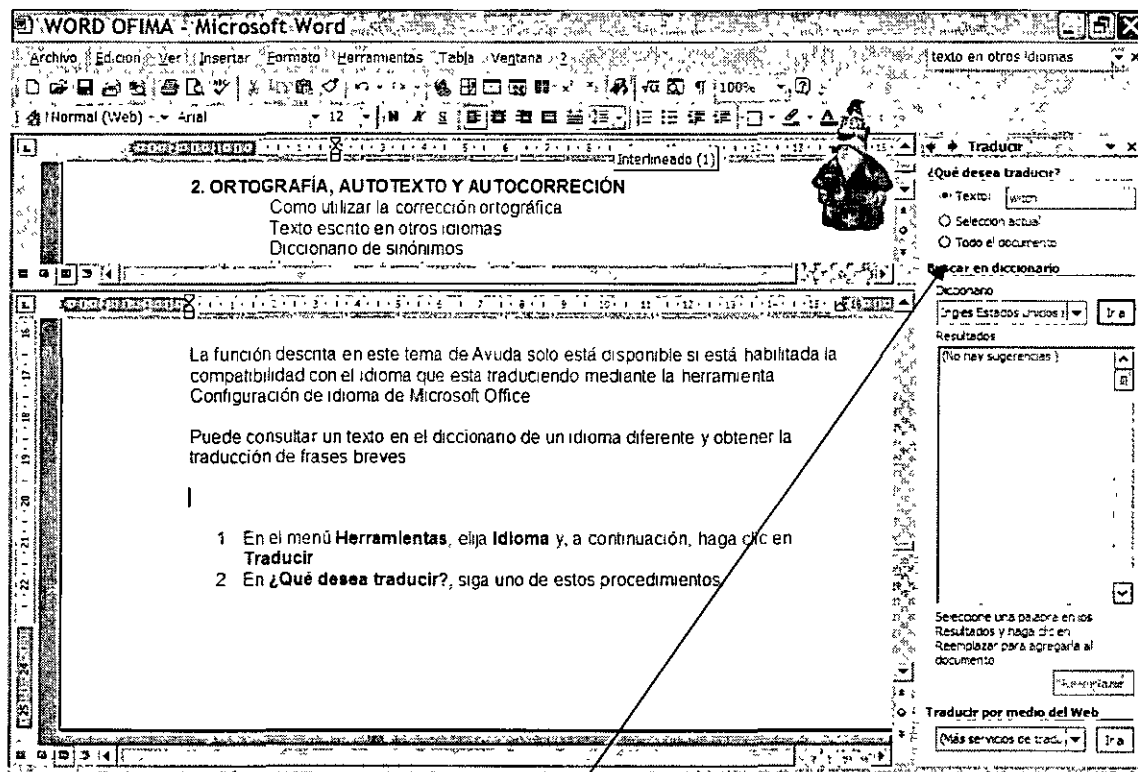 WORD OFIMA - Microsoft Word
Archivo Edicion Ver Insertar Formato Herramientas Tabla Ventana ?
texto en otros idiomas
100%
Normal (Web) Arial 12 N K S
Interlineado (1)
2. ORTOGRAFÍA, AUTOTEXTO Y AUTOCORRECIÓN
Como utilizar la corrección ortográfica
Texto escrito en otros idiomas
Diccionario de sinónimos
La función descrita en este tema de Ayuda solo está disponible si está habilitada la
compatibilidad con el idioma que esta traduciendo mediante la herramienta
Configuración de idioma de Microsoft Office
Puede consultar un texto en el diccionario de un idioma diferente y obtener la
traducción de frases breves
1 En el menú Herramientas, elija Idioma y, a continuación, haga clic en
Traducir
2 En ¿Qué desea traducir?, siga uno de estos procedimientos
Traducir
¿Qué desea traducir?
Texto: witch
Seleccion actual
Todo el documento
Buscar en diccionario
Diccionario
Ingles Estados Unidos Ir a
Resultados
(No hay sugerencias)
Seleccione una palabra en los
Resultados y haga clic en
Reemplazar para agregarla al
documento
Reemplazar
Traducir por medio del Web
(Más servicios de tradu Ir a